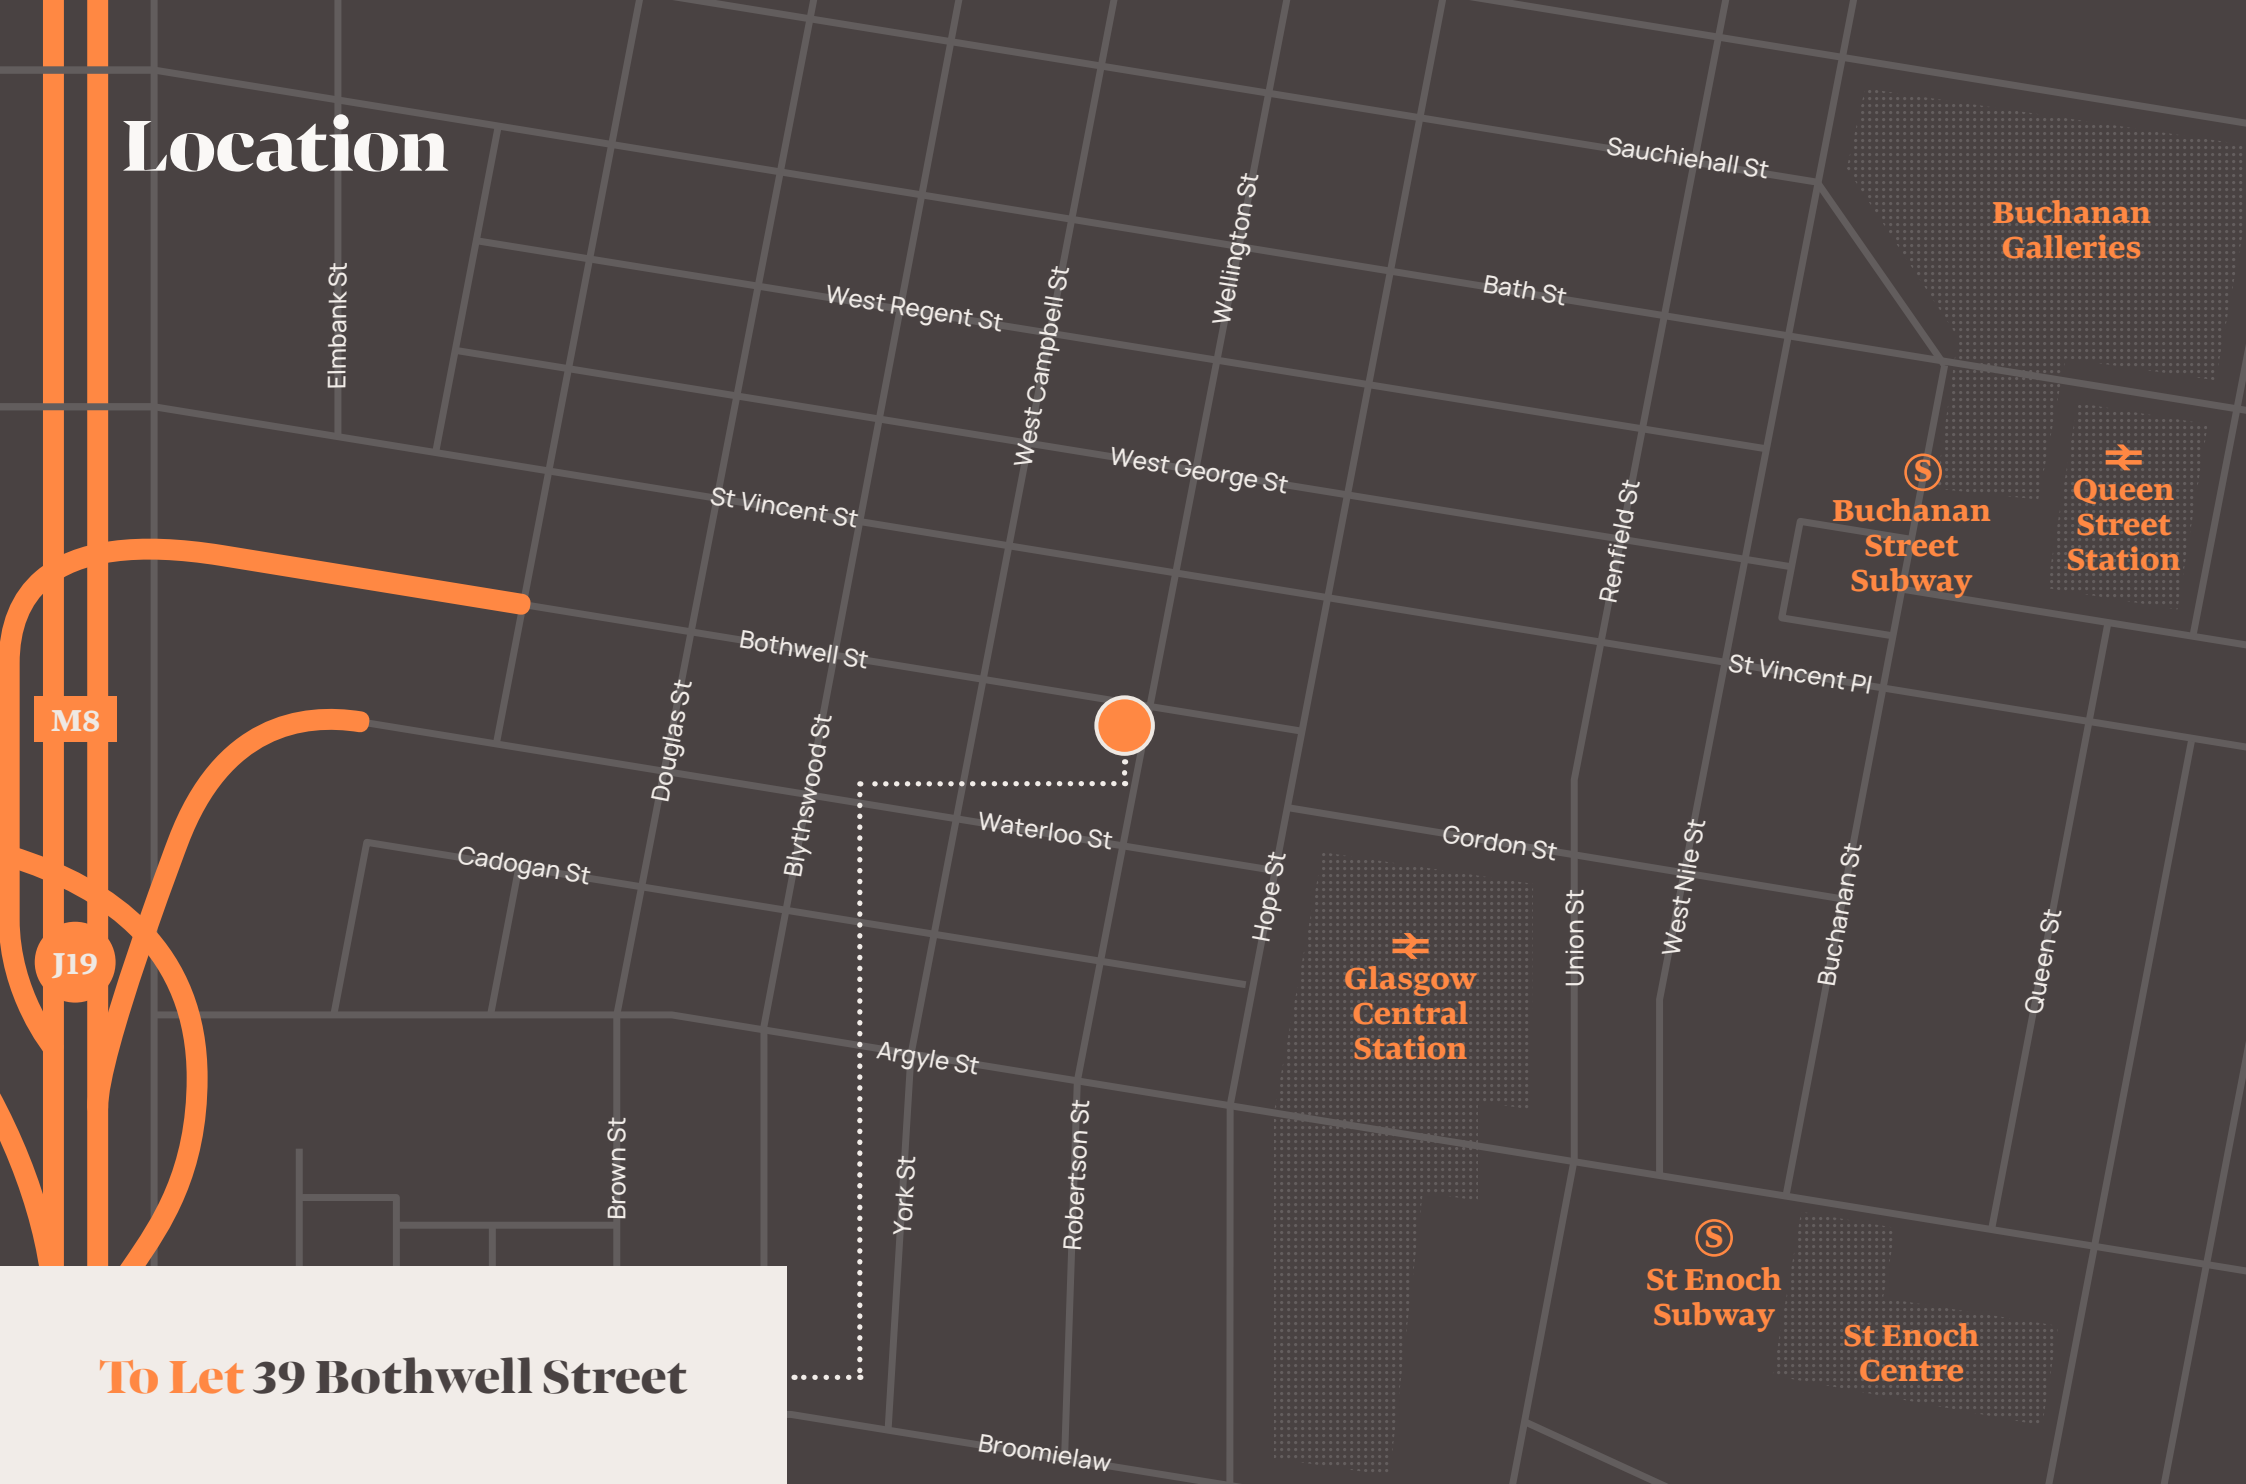 Location
Sauchiehall St
Buchanan
Galleries
Wellington St
Bath St
Elmbank St
West Regent St
West Campbell St
West George St
St Vincent St
Renfield St
S
Buchanan
Street
Subway
Queen
Street
Station
Bothwell St
St Vincent Pl
M8
Douglas St
Blythswood St
Waterloo St
Cadogan St
Gordon St
Hope St
Union St
West Nile St
Buchanan St
Queen St
J19
Glasgow
Central
Station
Argyle St
Brown St
York St
Robertson St
S
St Enoch
Subway
St Enoch
Centre
To Let 39 Bothwell Street
Broomielaw